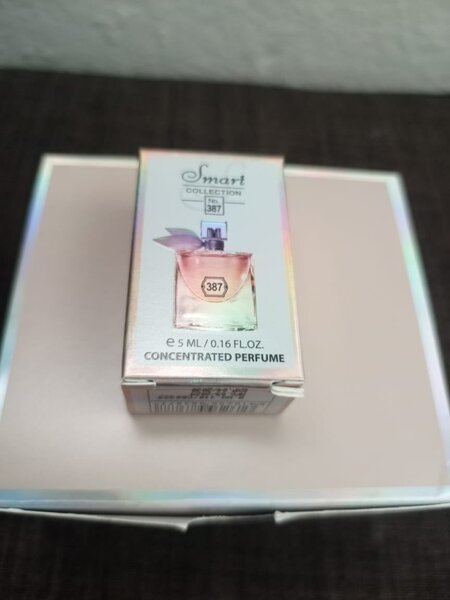 Smart
COLLECTION
No.
387
387
e 5 ML / 0.16 FL.OZ.
CONCENTRATED PERFUME